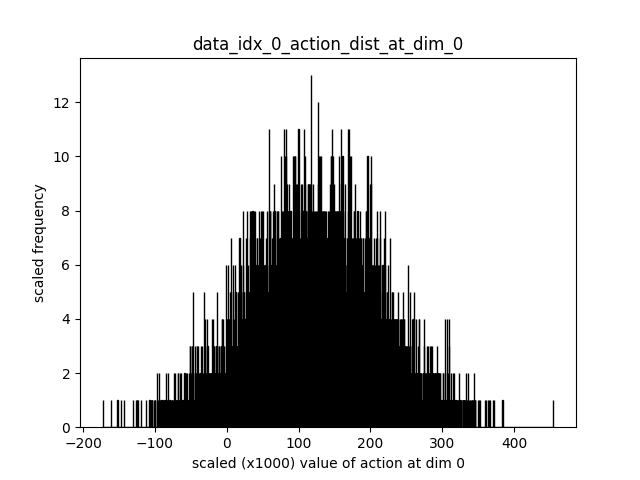 data_idx_0_action_dist_at_dim_0
scaled frequency
12
10
8
6
4
2
0
−200 −100 0 100 200 300 400
scaled (x1000) value of action at dim 0